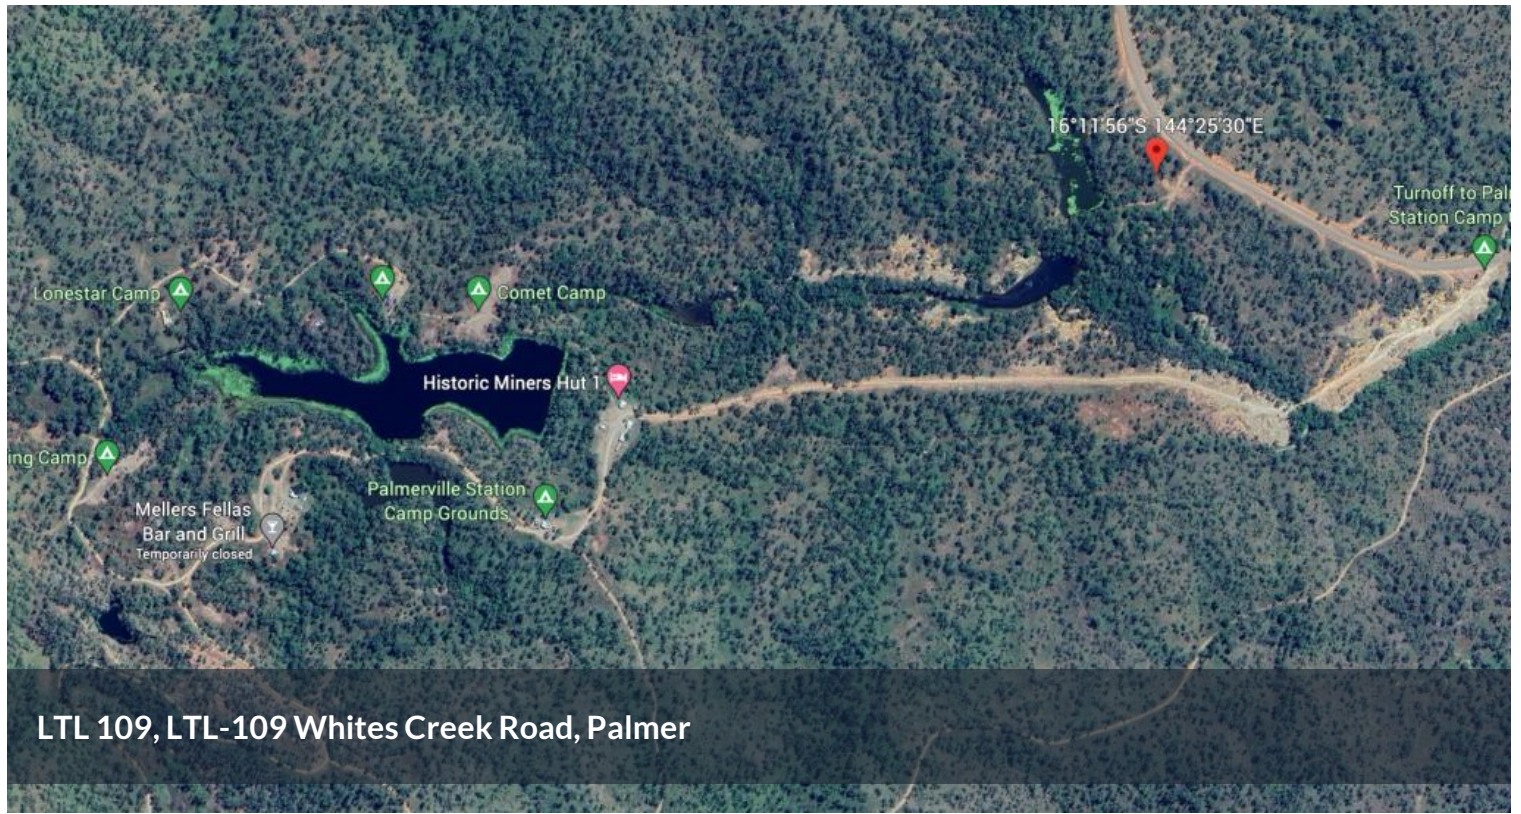 16°11'56"S 144°25'30"E
Turnoff to Pal
Station Camp
Lonestar Camp
Comet Camp
Historic Miners Hut 1
ing Camp
Palmerville Station
Camp Grounds
Mellers Fellas
Bar and Grill
Temporarily closed
LTL 109, LTL-109 Whites Creek Road, Palmer